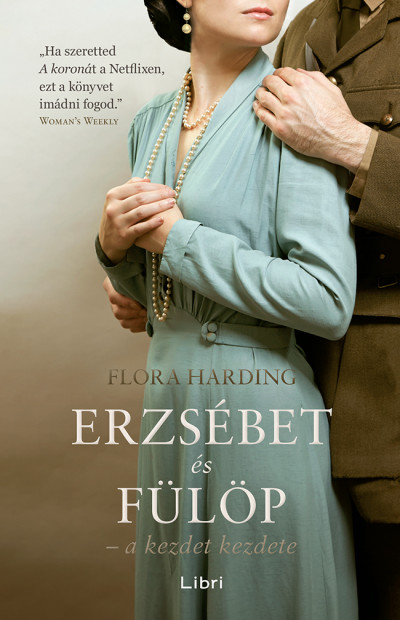 „Ha szeretted
A koronát a Netflixen,
ezt a könyvet
imádni fogod.”
Woman's Weekly
FLORA HARDING
ERZSÉBET
és
FÜLÖP
– a kezdet kezdete
Libri